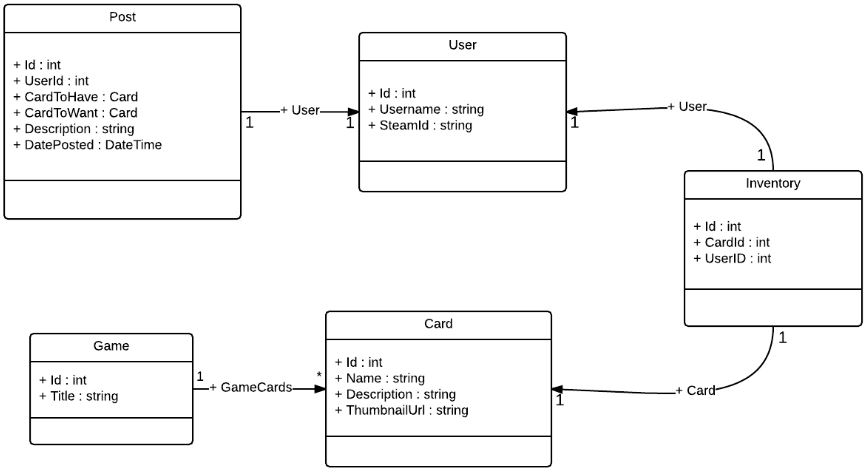 Post
+ Id : int
+ UserId : int
+ CardToHave : Card
+ CardToWant : Card
+ Description : string
+ DatePosted : DateTime
1
+ User
1
User
+ Id : int
+ Username : string
+ SteamId : string
1
+ User
1
Inventory
+ Id : int
+ CardId : int
+ UserID : int
1
+ Card
1
Game
+ Id : int
+ Title : string
1
+ GameCards
*
Card
+ Id : int
+ Name : string
+ Description : string
+ ThumbnailUrl : string